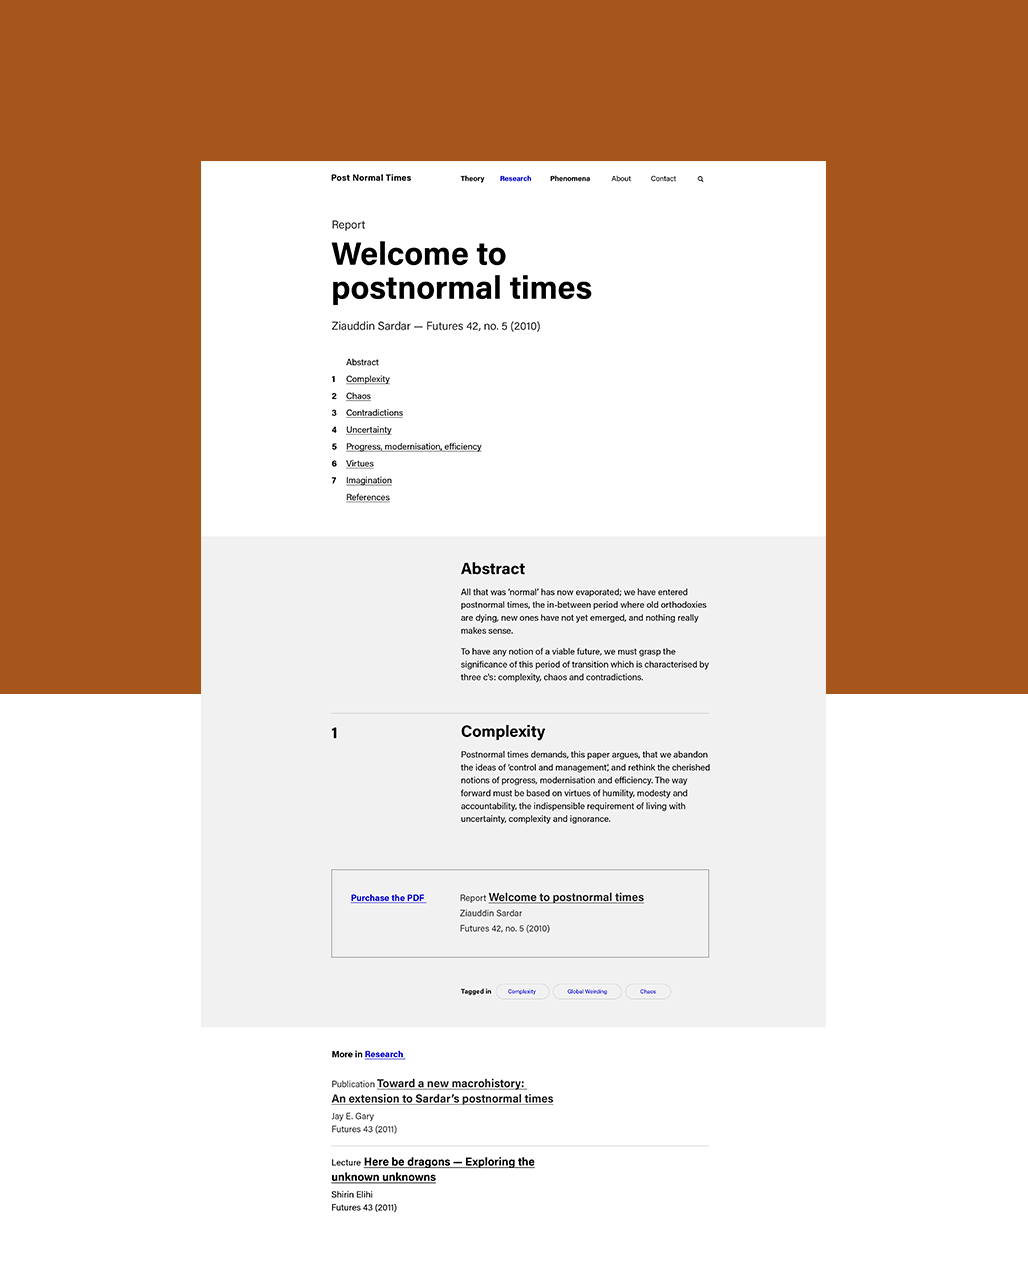 Post Normal Times
Theory Research Phenomena About Contact
Report
Welcome to
postnormal times
Ziauddin Sardar — Futures 42, no. 5 (2010)
Abstract
1 Complexity
2 Chaos
3 Contradictions
4 Uncertainty
5 Progress, modernisation, efficiency
6 Virtues
7 Imagination
References
Abstract
All that was ‘normal’ has now evaporated; we have entered
postnormal times, the in-between period where old orthodoxies
are dying, new ones have not yet emerged, and nothing really
makes sense.
To have any notion of a viable future, we must grasp the
significance of this period of transition which is characterised by
three c’s: complexity, chaos and contradictions.
1
Complexity
Postnormal times demands, this paper argues, that we abandon
the ideas of ‘control and management’, and rethink the cherished
notions of progress, modernisation and efficiency. The way
forward must be based on virtues of humility, modesty and
accountability, the indispensible requirement of living with
uncertainty, complexity and ignorance.
Purchase the PDF
Report Welcome to postnormal times
Ziauddin Sardar
Futures 42, no. 5 (2010)
Tagged in Complexity Global Weirding Chaos
More in Research
Publication Toward a new macrohistory:
An extension to Sardar’s postnormal times
Jay E. Gary
Futures 43 (2011)
Lecture Here be dragons — Exploring the
unknown unknowns
Shirin Elihi
Futures 43 (2011)